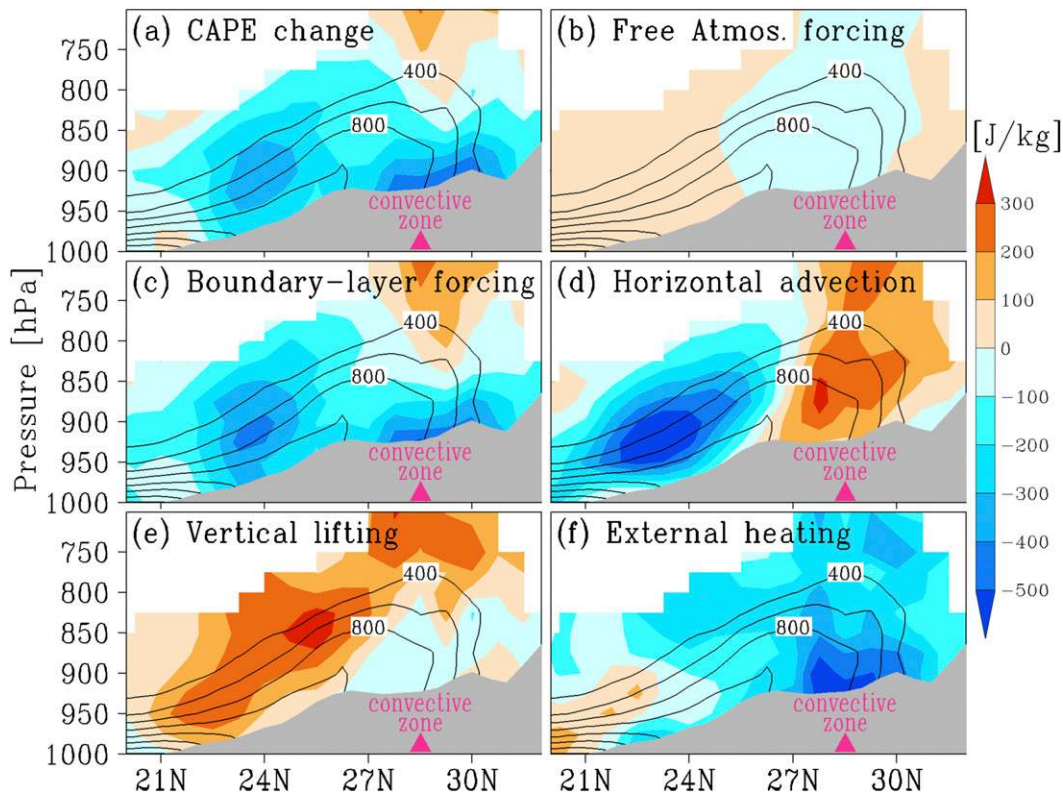 (a) CAPE change
(b) Free Atmos. forcing
750
800
850
900
950
1000
400
800
convective
zone
400
800
convective
zone
[J/kg]
300
200
100
0
-100
-200
-300
-400
-500
Pressure [hPa]
(c) Boundary-layer forcing
(d) Horizontal advection
750
800
850
900
950
1000
400
800
convective
zone
400
800
convective
zone
(e) Vertical lifting
(f) External heating
750
800
850
900
950
1000
400
800
convective
zone
400
800
convective
zone
21N 24N 27N 30N
21N 24N 27N 30N